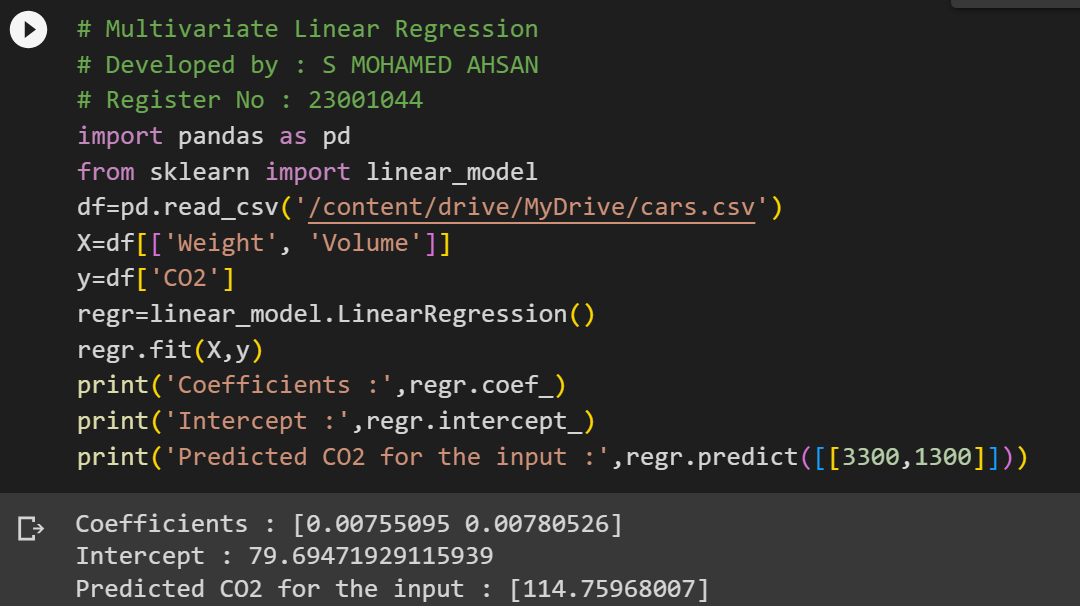 # Multivariate Linear Regression
# Developed by : S MOHAMED AHSAN
# Register No : 23001044
import pandas as pd
from sklearn import linear_model
df=pd.read_csv('/content/drive/MyDrive/cars.csv')
X=df[['Weight', 'Volume']]
y=df['CO2']
regr=linear_model.LinearRegression()
regr.fit(X,y)
print('Coefficients :',regr.coef_)
print('Intercept :',regr.intercept_)
print('Predicted CO2 for the input :',regr.predict([[3300,1300]]))
Coefficients : [0.00755095 0.00780526]
Intercept : 79.69471929115939
Predicted CO2 for the input : [114.75968007]